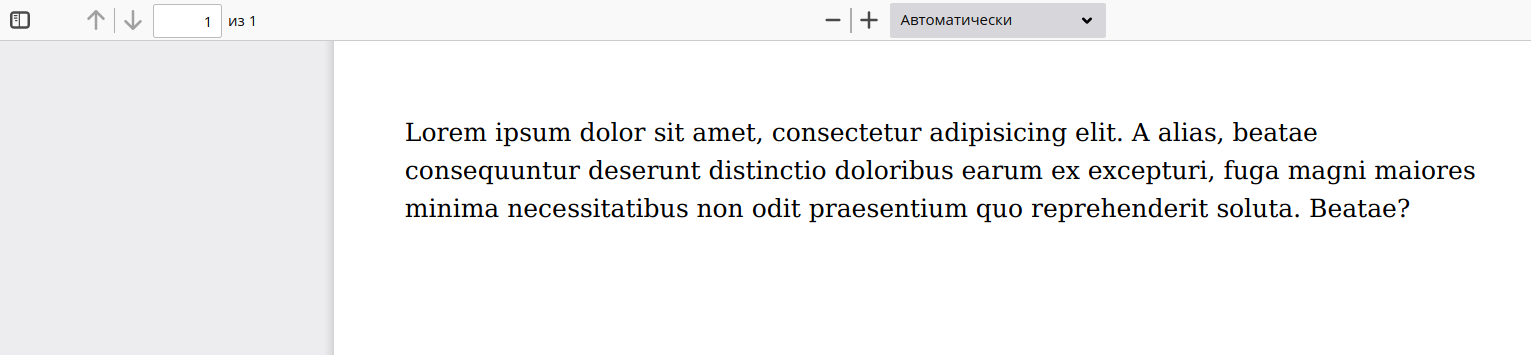 1 из 1
Автоматически
Lorem ipsum dolor sit amet, consectetur adipisicing elit. A alias, beatae
consequuntur deserunt distinctio doloribus earum ex excepturi, fuga magni maiores
minima necessitatibus non odit praesentium quo reprehenderit soluta. Beatae?